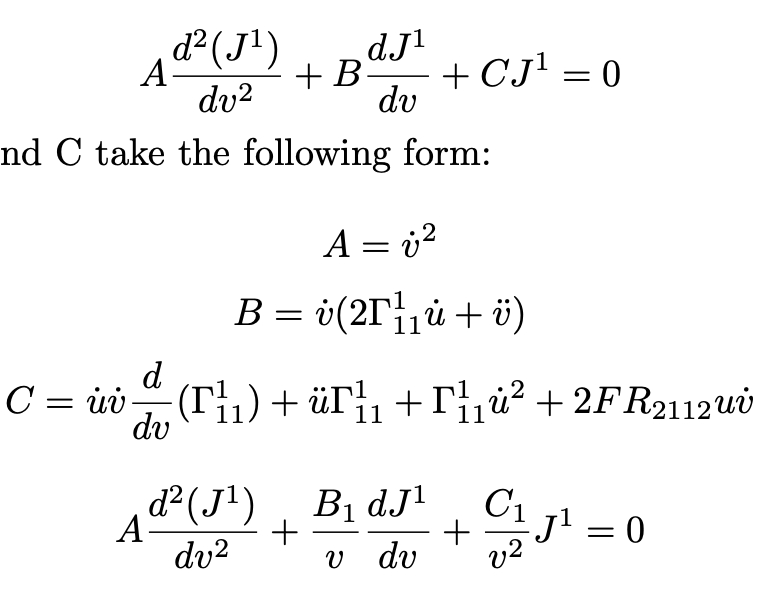 A d²(J¹)/dv² + B dJ¹/dv + CJ¹ = 0
nd C take the following form:
A = v̇²
B = v̇(2Γ¹₁₁u̇ + v̈)
C = u̇v̇ d/dv (Γ¹₁₁) + üΓ¹₁₁ + Γ¹₁₁u̇² + 2FR₂₁₁₂uv̇
A d²(J¹)/dv² + B₁/v dJ¹/dv + C₁/v² J¹ = 0